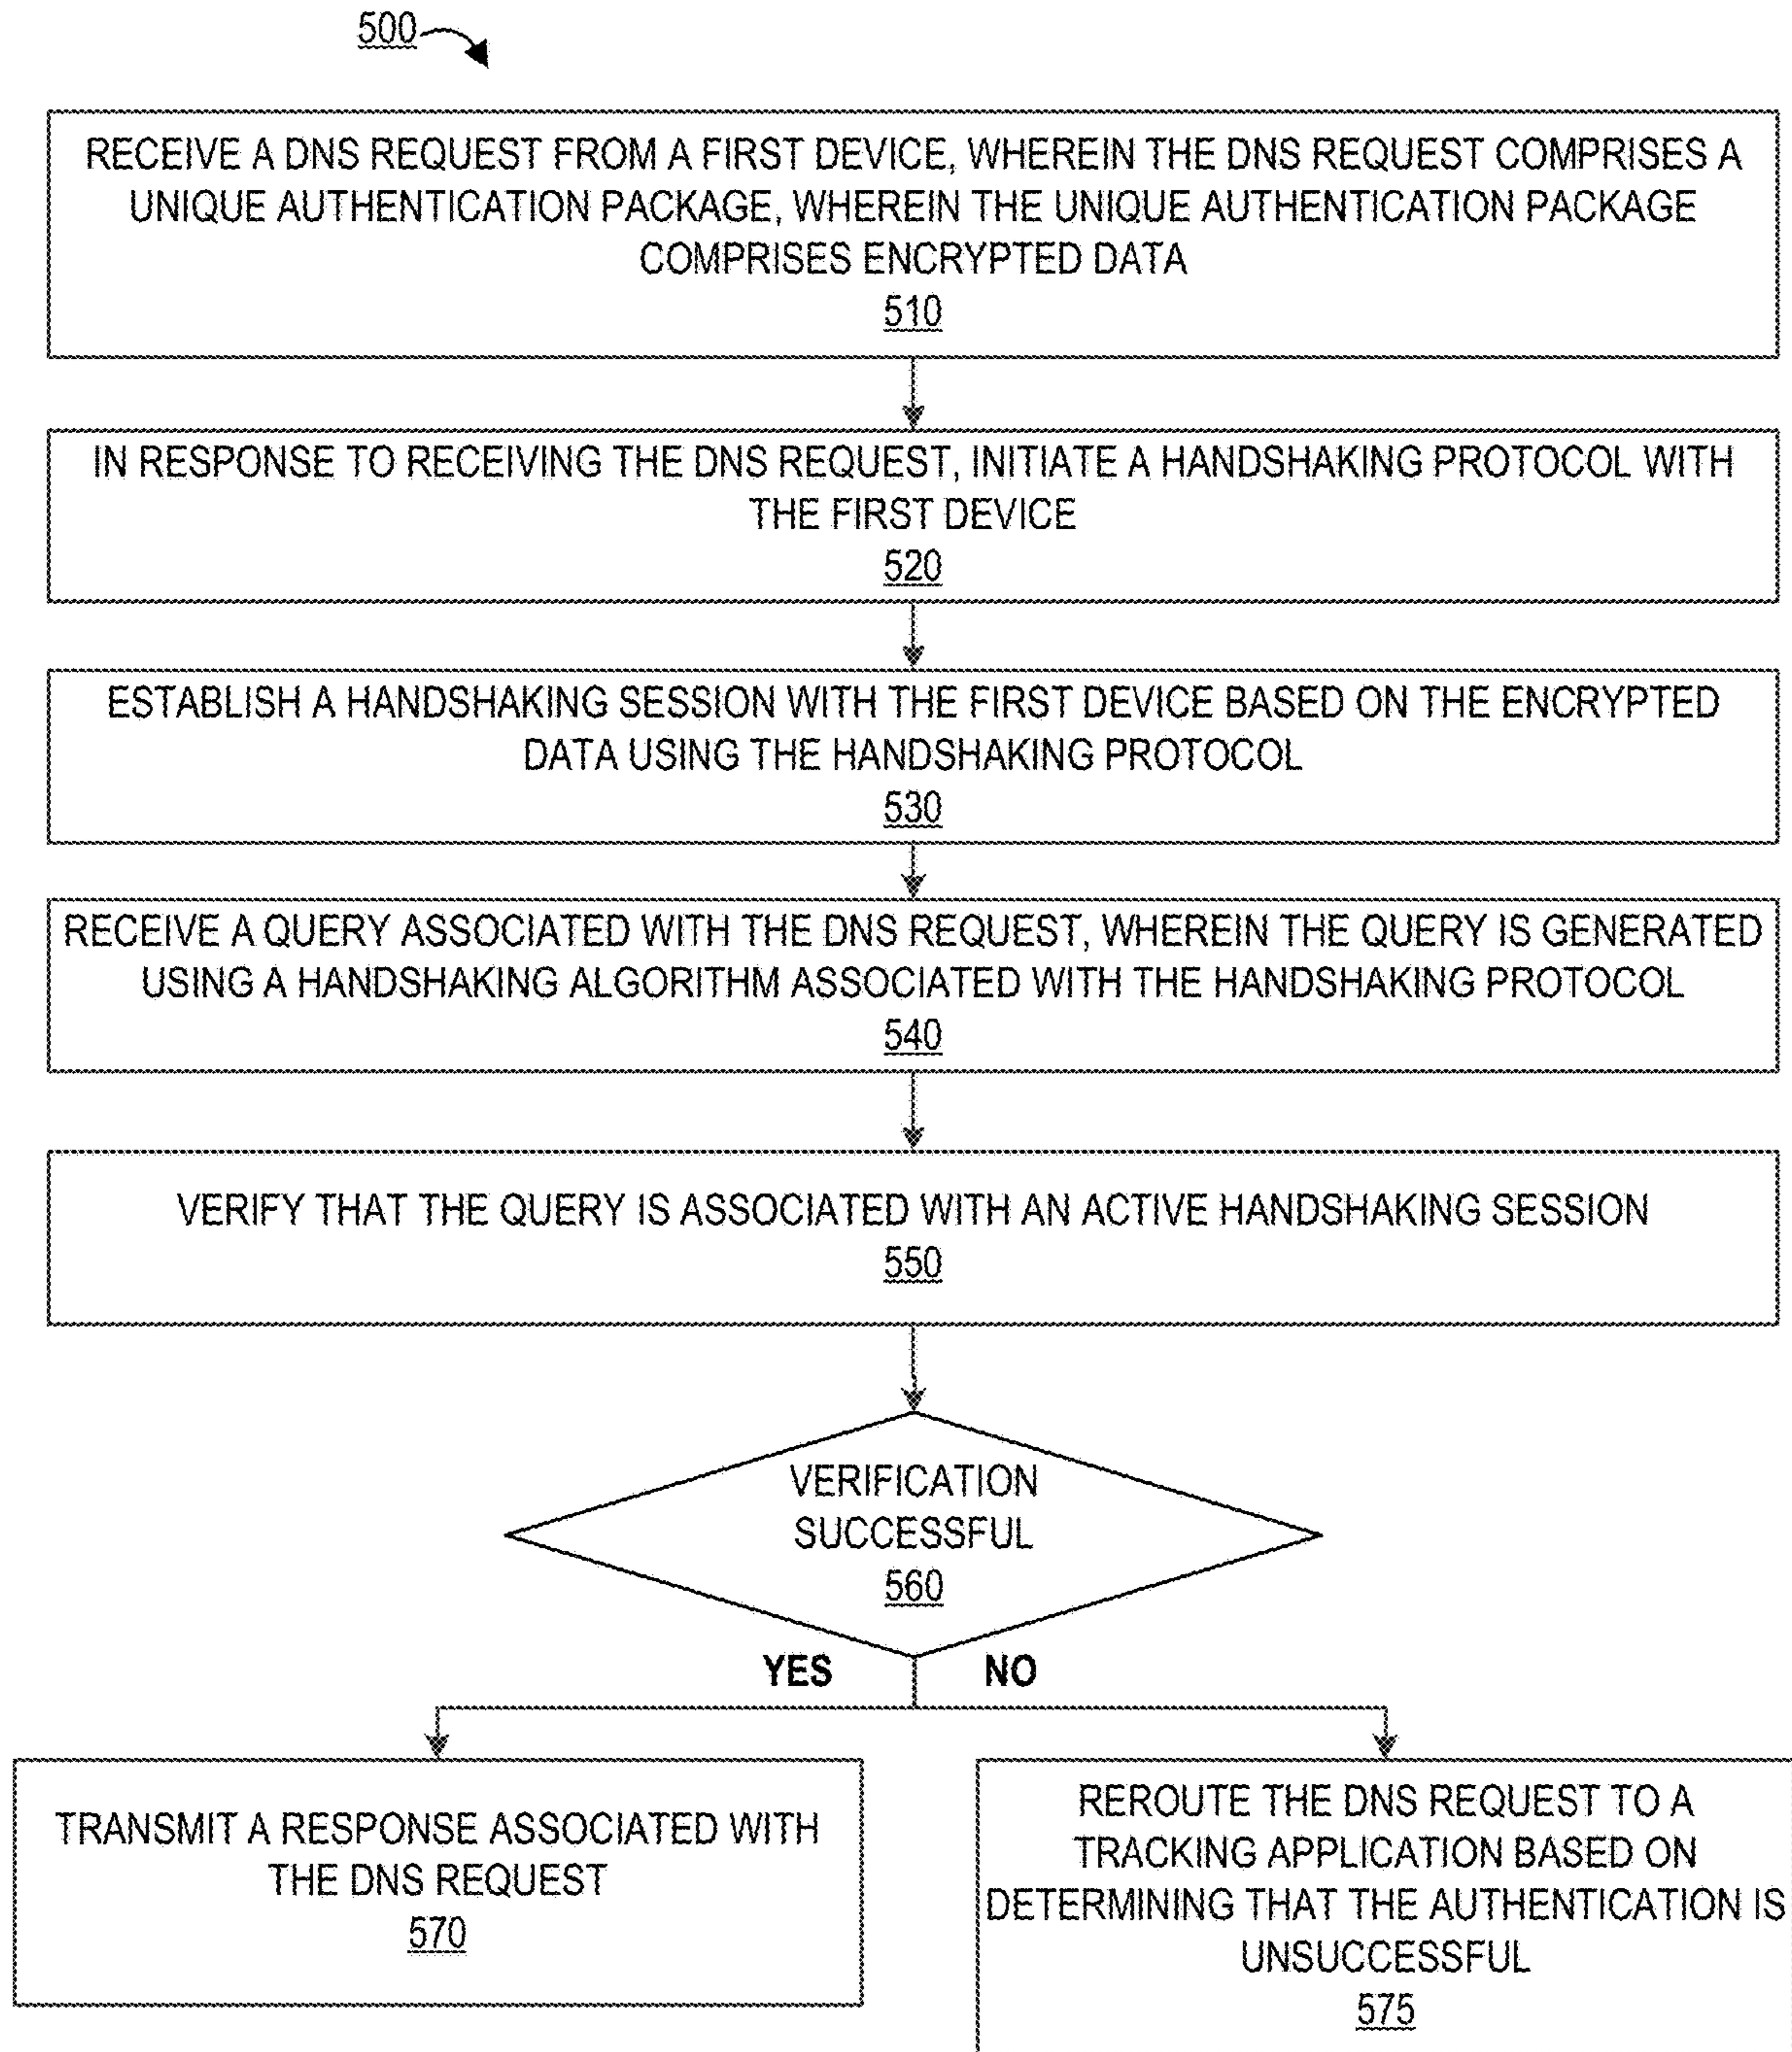 500
RECEIVE A DNS REQUEST FROM A FIRST DEVICE, WHEREIN THE DNS REQUEST COMPRISES A
UNIQUE AUTHENTICATION PACKAGE, WHEREIN THE UNIQUE AUTHENTICATION PACKAGE
COMPRISES ENCRYPTED DATA
510
IN RESPONSE TO RECEIVING THE DNS REQUEST, INITIATE A HANDSHAKING PROTOCOL WITH
THE FIRST DEVICE
520
ESTABLISH A HANDSHAKING SESSION WITH THE FIRST DEVICE BASED ON THE ENCRYPTED
DATA USING THE HANDSHAKING PROTOCOL
530
RECEIVE A QUERY ASSOCIATED WITH THE DNS REQUEST, WHEREIN THE QUERY IS GENERATED
USING A HANDSHAKING ALGORITHM ASSOCIATED WITH THE HANDSHAKING PROTOCOL
540
VERIFY THAT THE QUERY IS ASSOCIATED WITH AN ACTIVE HANDSHAKING SESSION
550
VERIFICATION
SUCCESSFUL
560
YES
NO
TRANSMIT A RESPONSE ASSOCIATED WITH
THE DNS REQUEST
570
REROUTE THE DNS REQUEST TO A
TRACKING APPLICATION BASED ON
DETERMINING THAT THE AUTHENTICATION IS
UNSUCCESSFUL
575